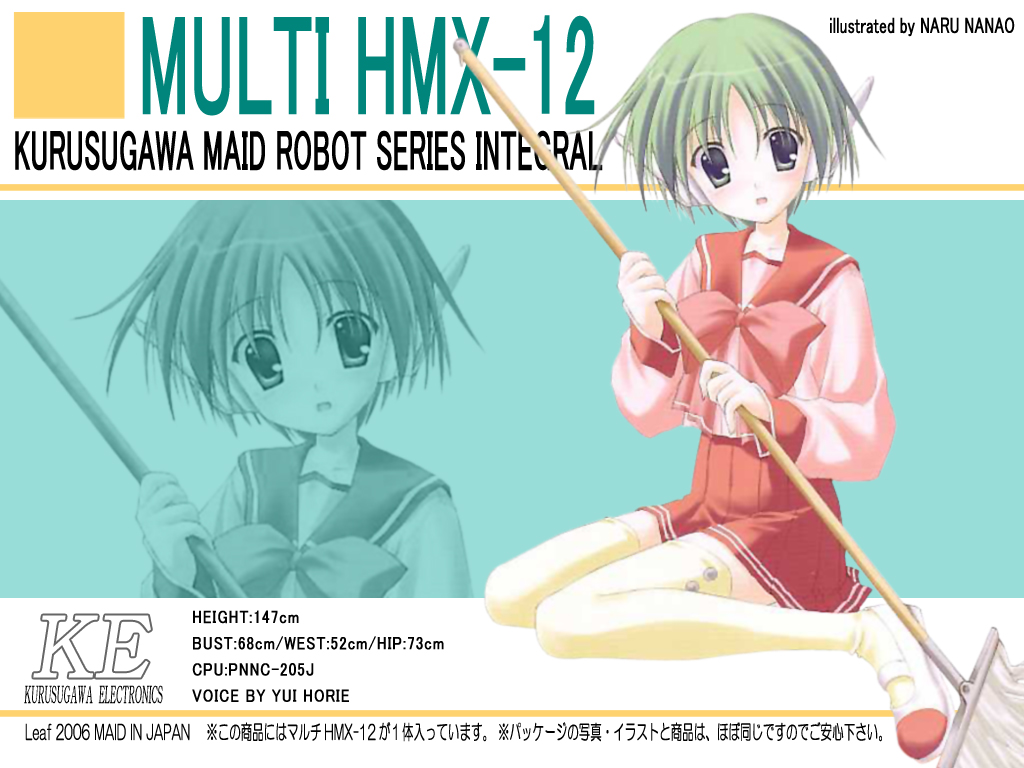 MULTI HMX-12
illustrated by NARU NANAO
KURUSUGAWA MAID ROBOT SERIES INTEGRAL.
KE
KURUSUGAWA ELECTRONICS
HEIGHT:147cm
BUST:68cm/WEST:52cm/HIP:73cm
CPU:PNNC-205J
VOICE BY YUI HORIE
Leaf 2006 MAID IN JAPAN ※この商品にはマルチHMX-12が1体入っています。 ※パッケージの写真・イラストと商品は、ほぼ同じですのでご安心下さい。